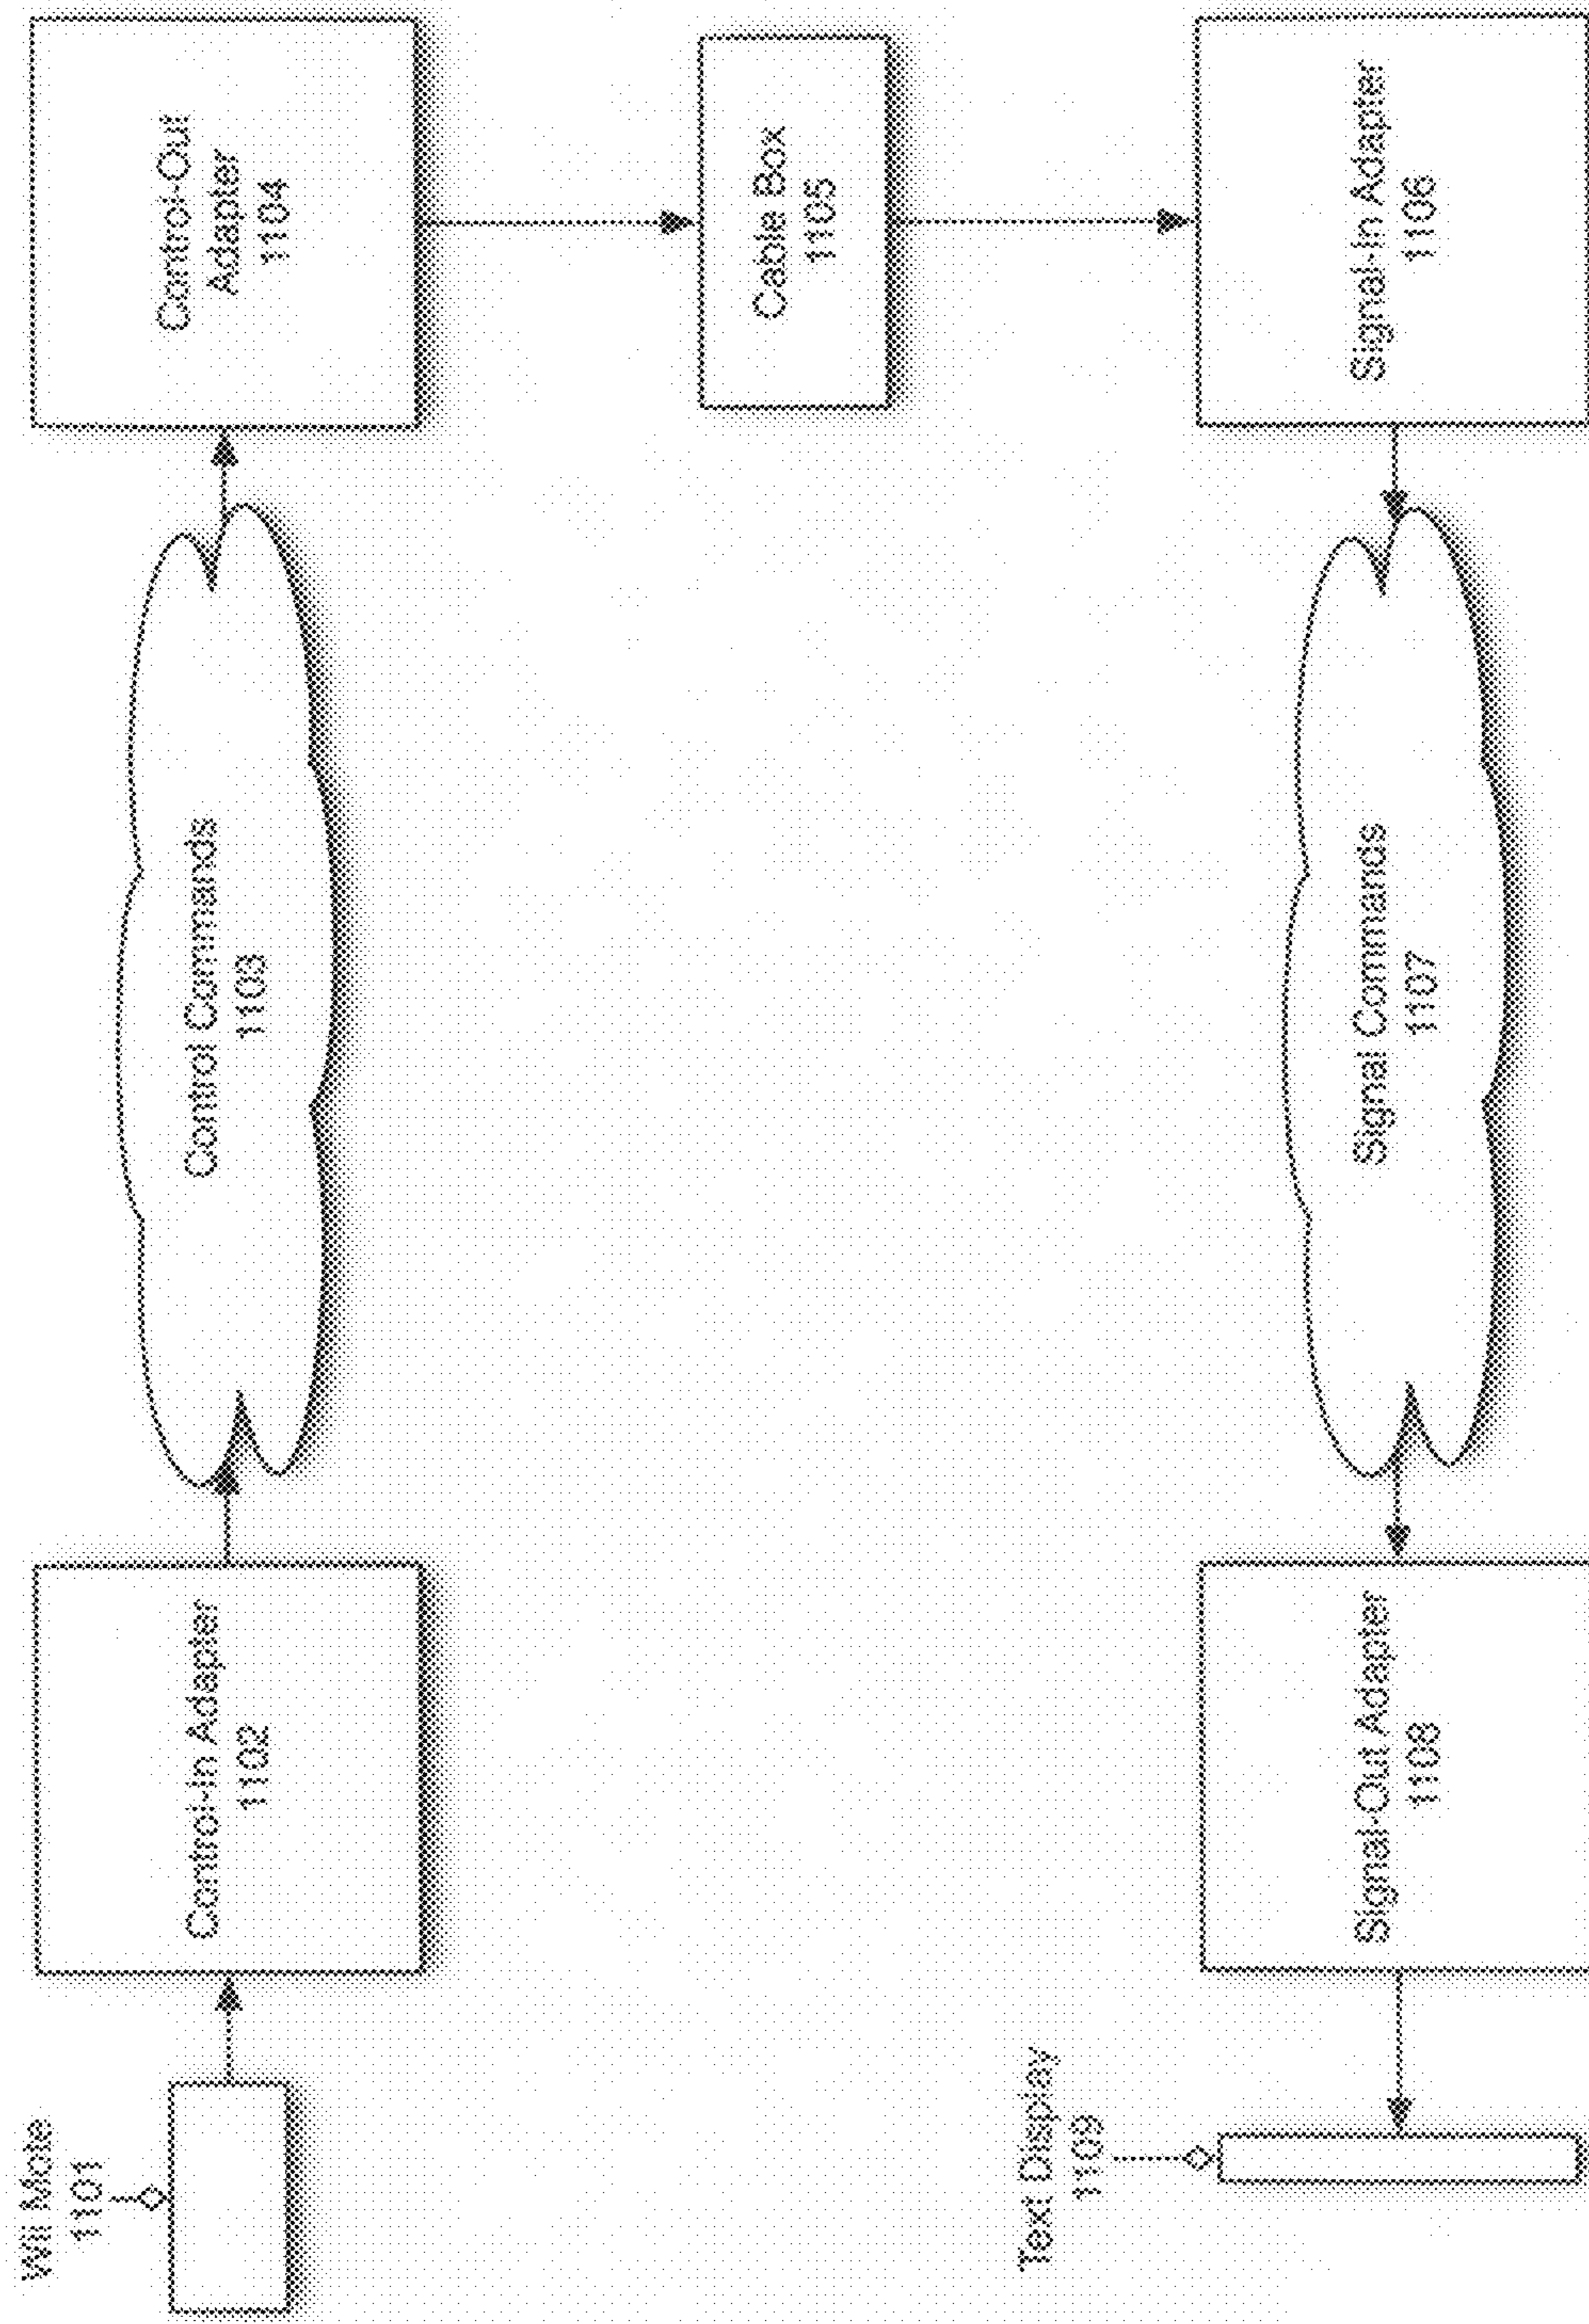 Wii Mote
1101
Control-In Adapter
1102
Control Commands
1103
Control-Out
Adapter
1104
Cable Box
1105
Text Display
1109
Signal-Out Adapter
1108
Signal Commands
1107
Signal-In Adapter
1106